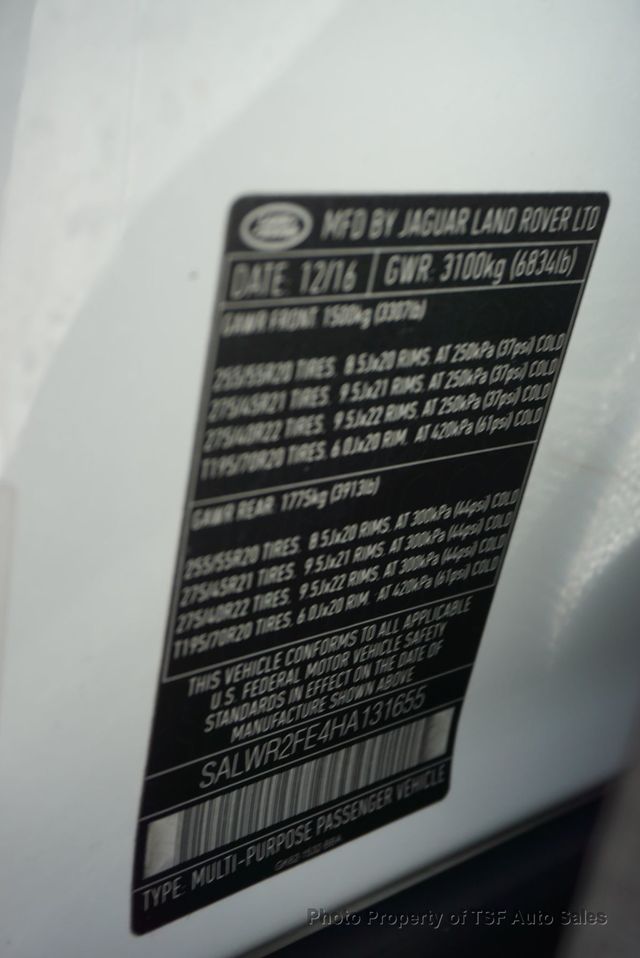 MFD BY JAGUAR LAND ROVER LTD
DATE: 12/16 GWR: 3100kg (6834lb)
GAWR FRONT 1500kg (3307lb)
255/55R20 TIRES. 8.5Jx20 RIMS. AT 250kPa (37psi) COLD
275/45R21 TIRES. 9.5Jx21 RIMS. AT 250kPa (37psi) COLD
275/40R22 TIRES. 9.5Jx22 RIMS. AT 250kPa (37psi) COLD
T195/70R20 TIRES. 6.0Jx20 RIM. AT 420kPa (61psi) COLD
GAWR REAR 1775kg (3913lb)
255/55R20 TIRES. 8.5Jx20 RIMS. AT 300kPa (44psi) COLD
275/45R21 TIRES. 9.5Jx21 RIMS. AT 300kPa (44psi) COLD
275/40R22 TIRES. 9.5Jx22 RIMS. AT 300kPa (44psi) COLD
T195/70R20 TIRES. 6.0Jx20 RIM. AT 420kPa (61psi) COLD
THIS VEHICLE CONFORMS TO ALL APPLICABLE
U.S. FEDERAL MOTOR VEHICLE SAFETY
STANDARDS IN EFFECT ON THE DATE OF
MANUFACTURE SHOWN ABOVE
SALWR2FE4HA131655
TYPE: MULTI-PURPOSE PASSENGER VEHICLE
Photo Property of TSF Auto Sales